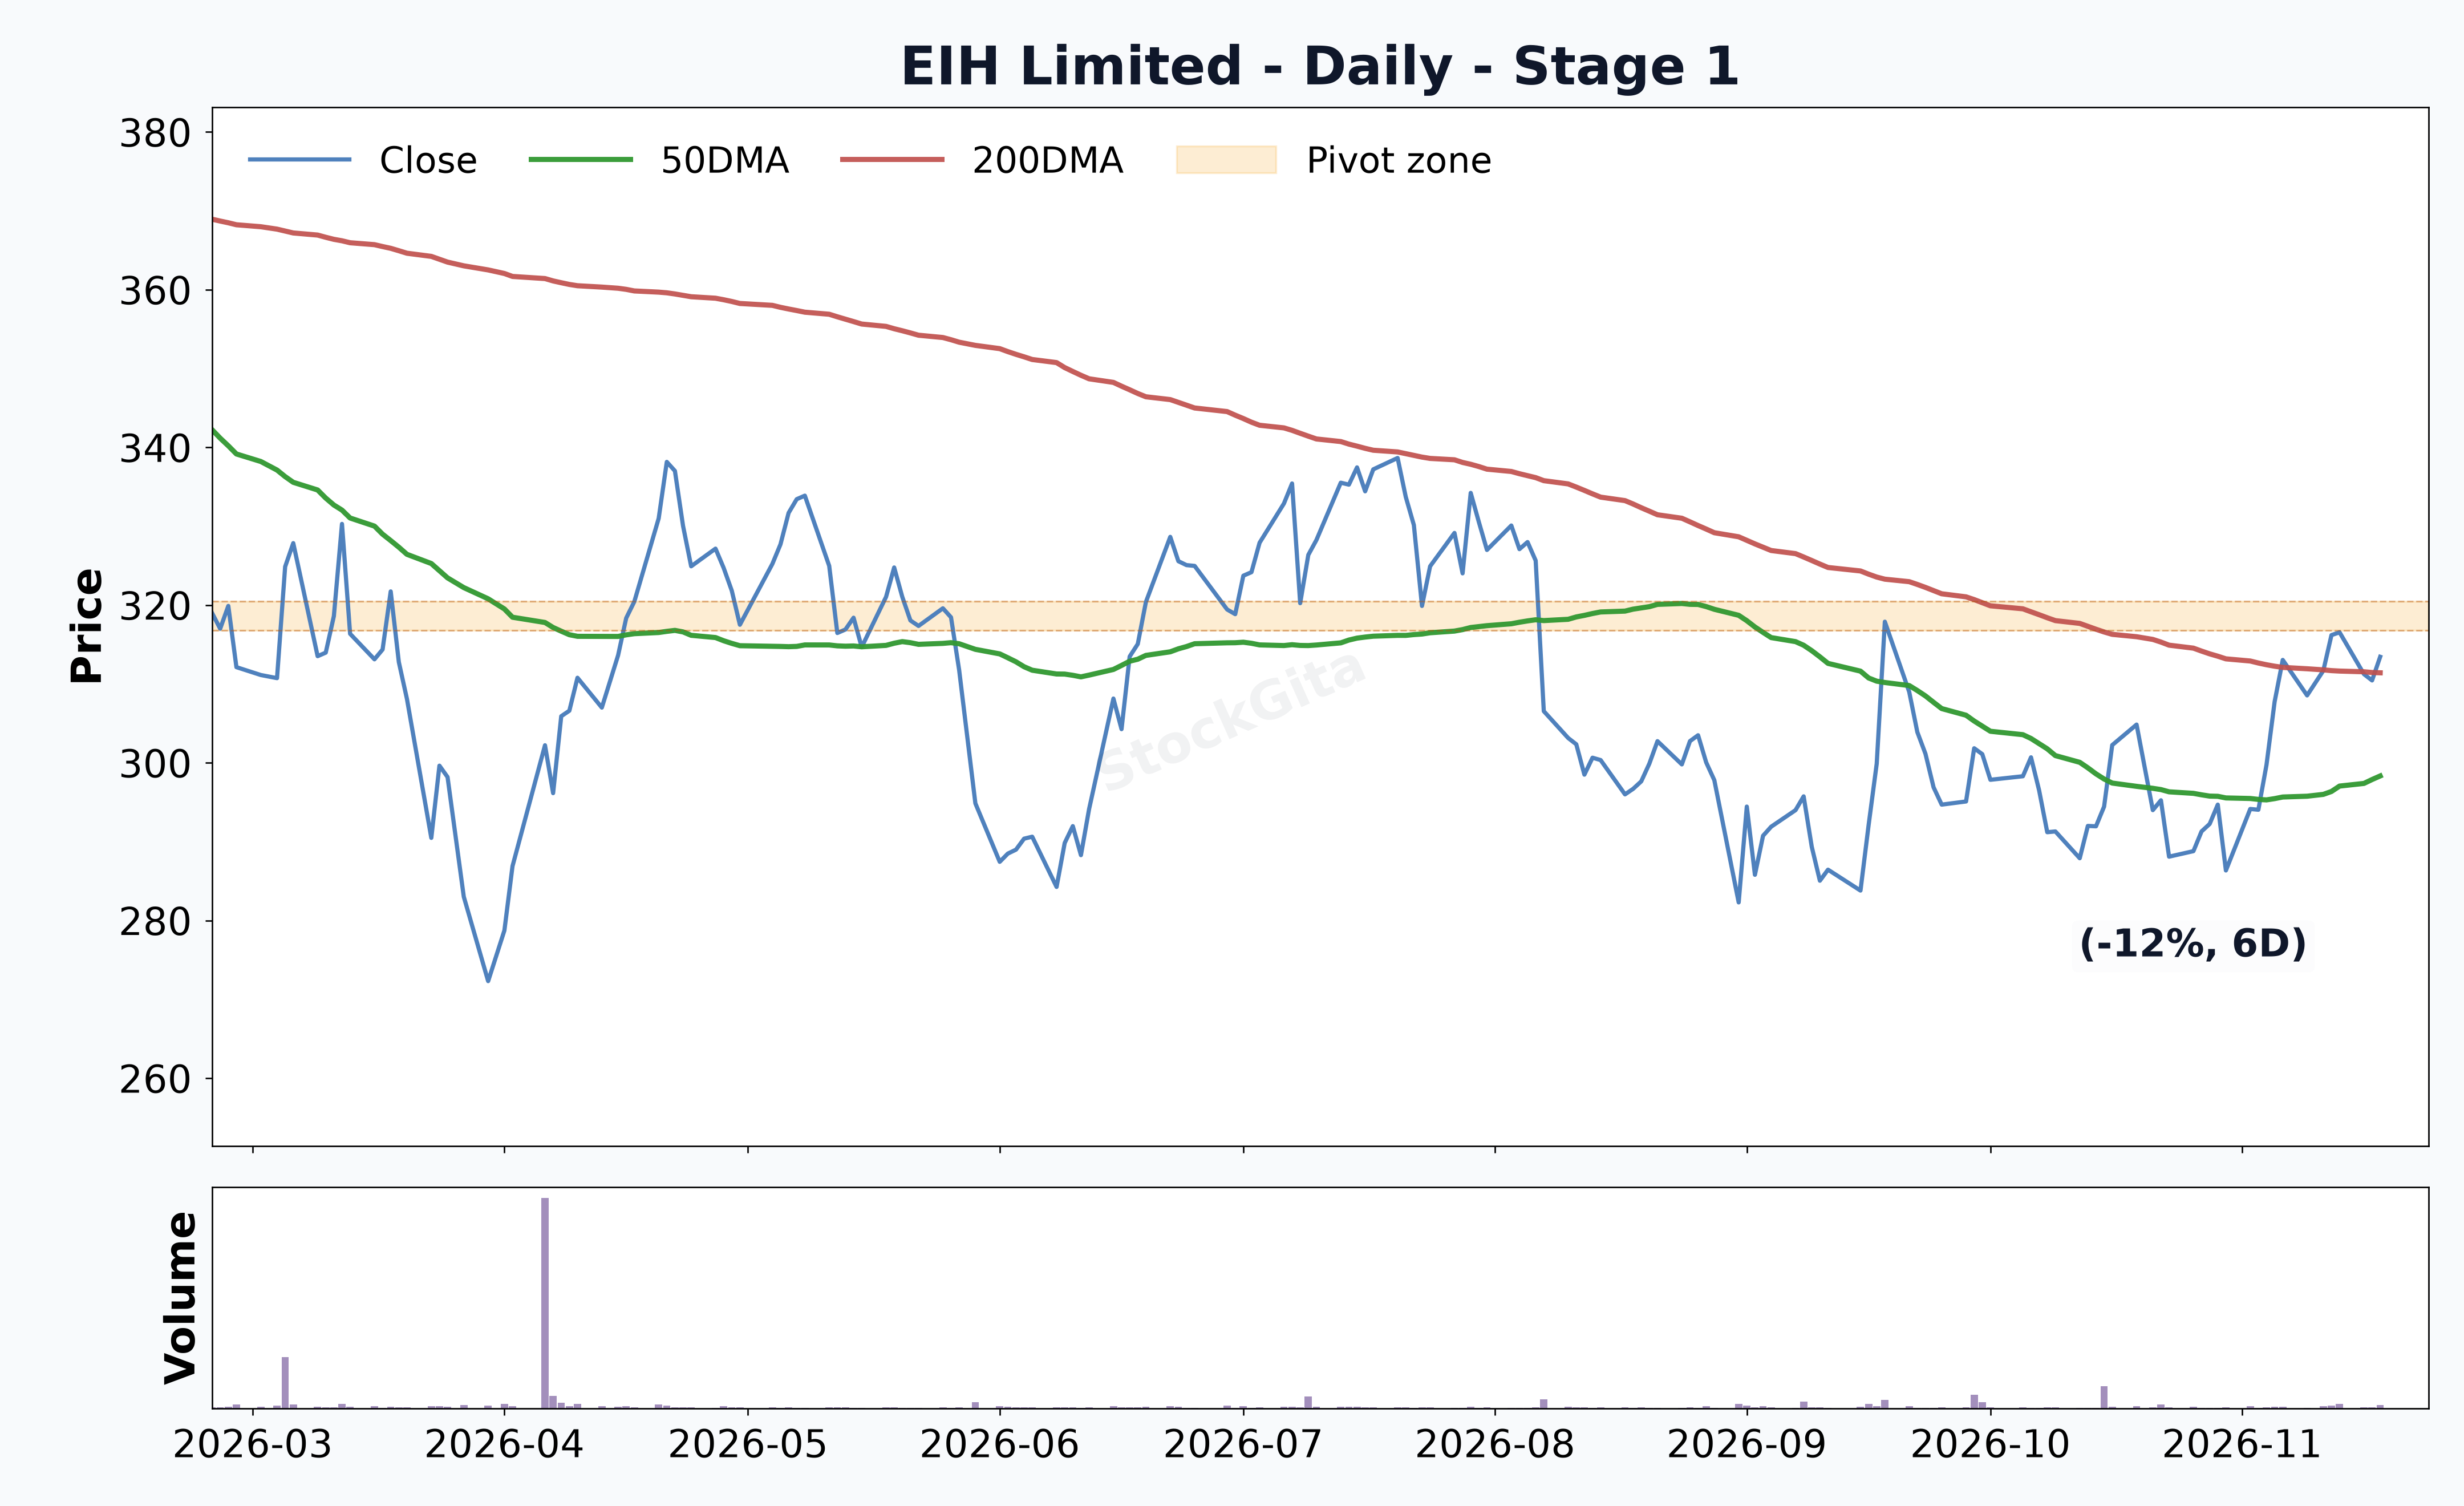 EIH Limited - Daily - Stage 1
Close 50DMA 200DMA Pivot zone
380
360
340
320
300
280
260
Price
StockGita
(-12%, 6D)
Volume
2026-03 2026-04 2026-05 2026-06 2026-07 2026-08 2026-09 2026-10 2026-11